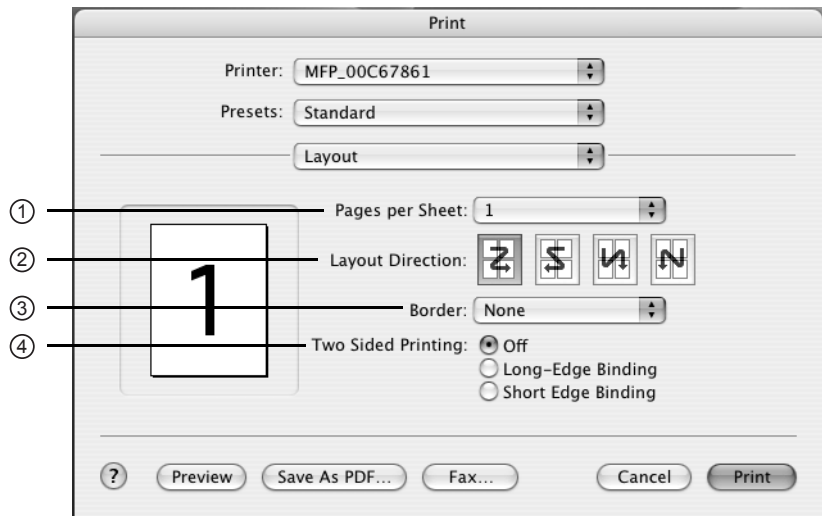 Print
Printer: MFP_00C67861
Presets: Standard
Layout
① Pages per Sheet: 1
② Layout Direction:
③ Border: None
④ Two Sided Printing: Off
Long-Edge Binding
Short Edge Binding
1
? Preview Save As PDF... Fax... Cancel Print